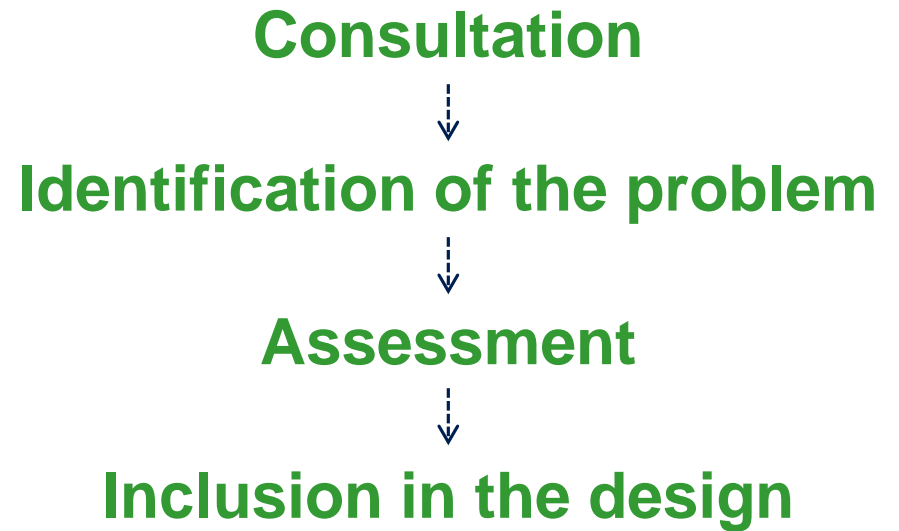 Consultation
Identification of the problem
Assessment
Inclusion in the design